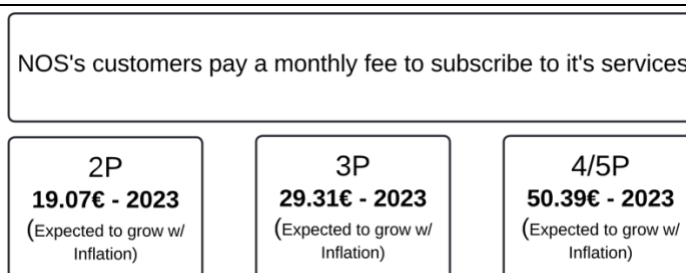 NOS's customers pay a monthly fee to subscribe to it's services
2P
19.07€ - 2023
(Expected to grow w/
Inflation)
3P
29.31€ - 2023
(Expected to grow w/
Inflation)
4/5P
50.39€ - 2023
(Expected to grow w/
Inflation)